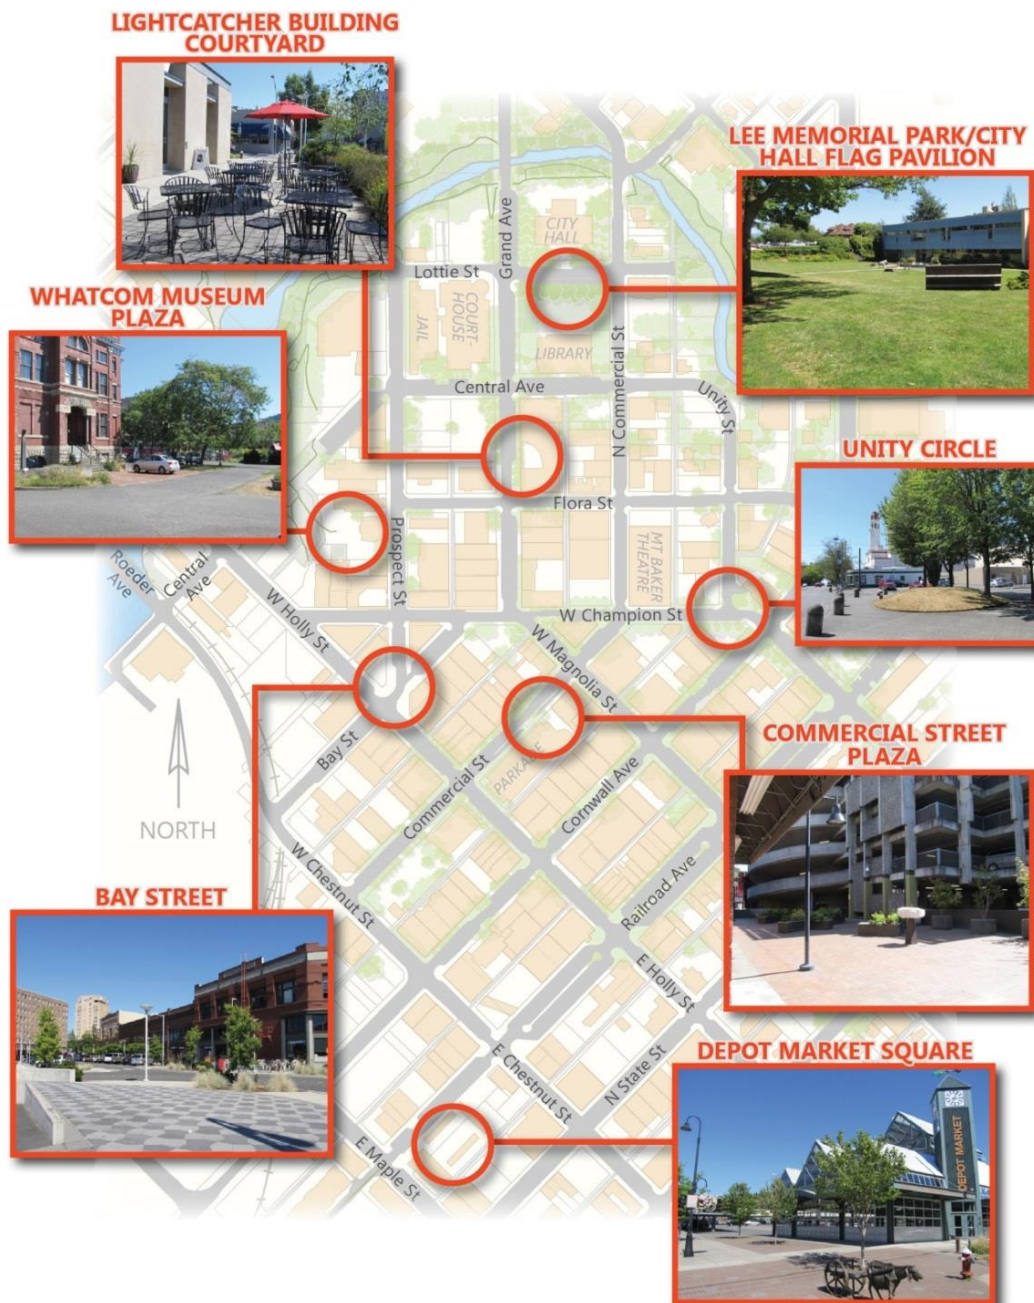 LIGHTCATCHER BUILDING
COURTYARD
LEE MEMORIAL PARK/CITY
HALL FLAG PAVILION
WHATCOM MUSEUM
PLAZA
UNITY CIRCLE
COMMERCIAL STREET
PLAZA
BAY STREET
DEPOT MARKET SQUARE
Grand Ave
CITY
HALL
Lottie St
JAIL
COURT-
HOUSE
LIBRARY
N Commercial St
Central Ave
Unity St
Flora St
Prospect St
MT BAKER
THEATRE
Roeder
Ave
Central
Ave
W Holly St
W Champion St
W Magnolia St
Bay St
Commercial St
PARKADE
Cornwall Ave
NORTH
W Chestnut St
Railroad Ave
E Holly St
E Chestnut St
N State St
E Maple St
DEPOT MARKET